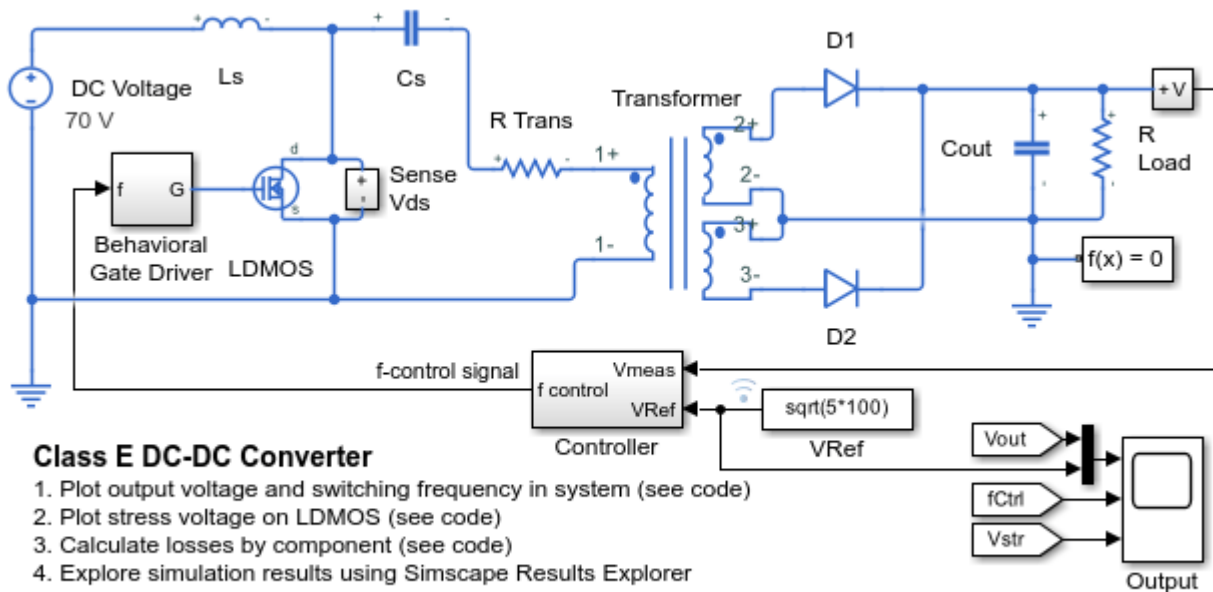 D1
Ls
Cs
DC Voltage
70 V
Transformer
+V
2+
R Trans
Cout
R
Load
1+
d
f
G
Sense
Vds
2-
s
3+
Behavioral
Gate Driver
LDMOS
1-
3-
f(x) = 0
D2
f-control signal
Vmeas
f control
VRef
sqrt(5*100)
Controller
VRef
Vout
Class E DC-DC Converter
1. Plot output voltage and switching frequency in system (see code)
fCtrl
2. Plot stress voltage on LDMOS (see code)
Vstr
3. Calculate losses by component (see code)
4. Explore simulation results using Simscape Results Explorer
Output